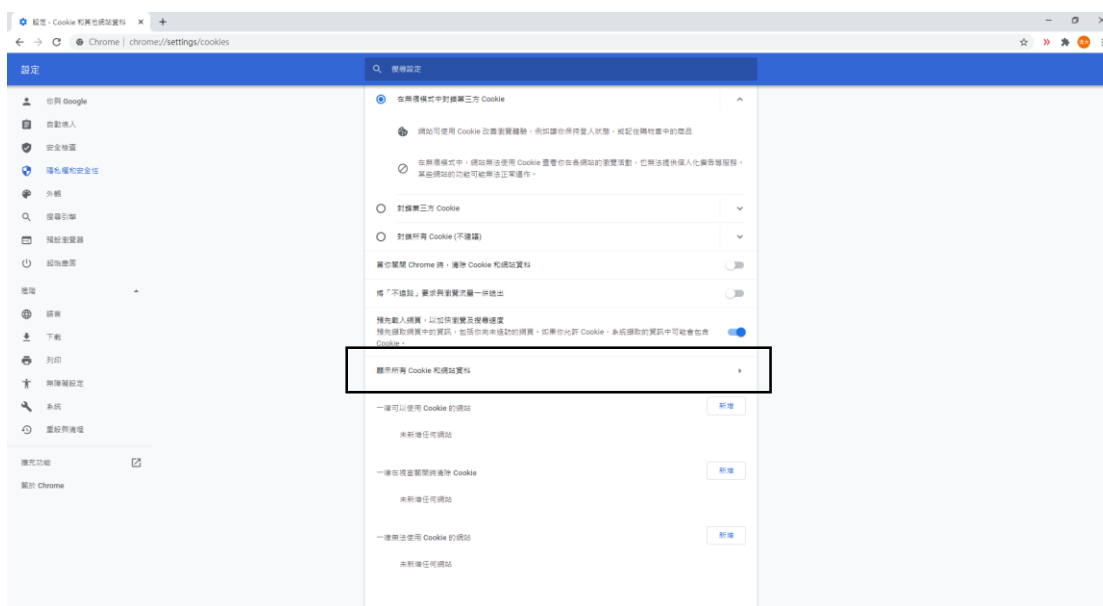 設定 - Cookie 和其他網站資料
Chrome | chrome://settings/cookies
設定
搜尋設定
你與 Google
自動填入
安全檢查
隱私權和安全性
外觀
搜尋引擎
預設瀏覽器
起始畫面
進階
語言
下載
列印
無障礙設定
系統
重設與清理
擴充功能
關於 Chrome
在無痕模式中封鎖第三方 Cookie
網站可使用 Cookie 改善瀏覽體驗，例如讓你保持登入狀態，或記住購物車中的商品
在無痕模式中，網站無法使用 Cookie 查看你在各網站的瀏覽活動，也無法提供個人化廣告等服務。
某些網站的功能可能無法正常運作。
封鎖第三方 Cookie
封鎖所有 Cookie (不建議)
當你關閉 Chrome 時，清除 Cookie 和網站資料
將「不追蹤」要求與瀏覽流量一併送出
預先載入網頁，以加快瀏覽及搜尋速度
預先擷取網頁中的資訊，包括你尚未造訪的網頁。如果你允許 Cookie，系統擷取的資訊中可能會包含
Cookie。
顯示所有 Cookie 和網站資料
一律可以使用 Cookie 的網站
新增
未新增任何網站
一律在視窗關閉時清除 Cookie
新增
未新增任何網站
一律無法使用 Cookie 的網站
新增
未新增任何網站